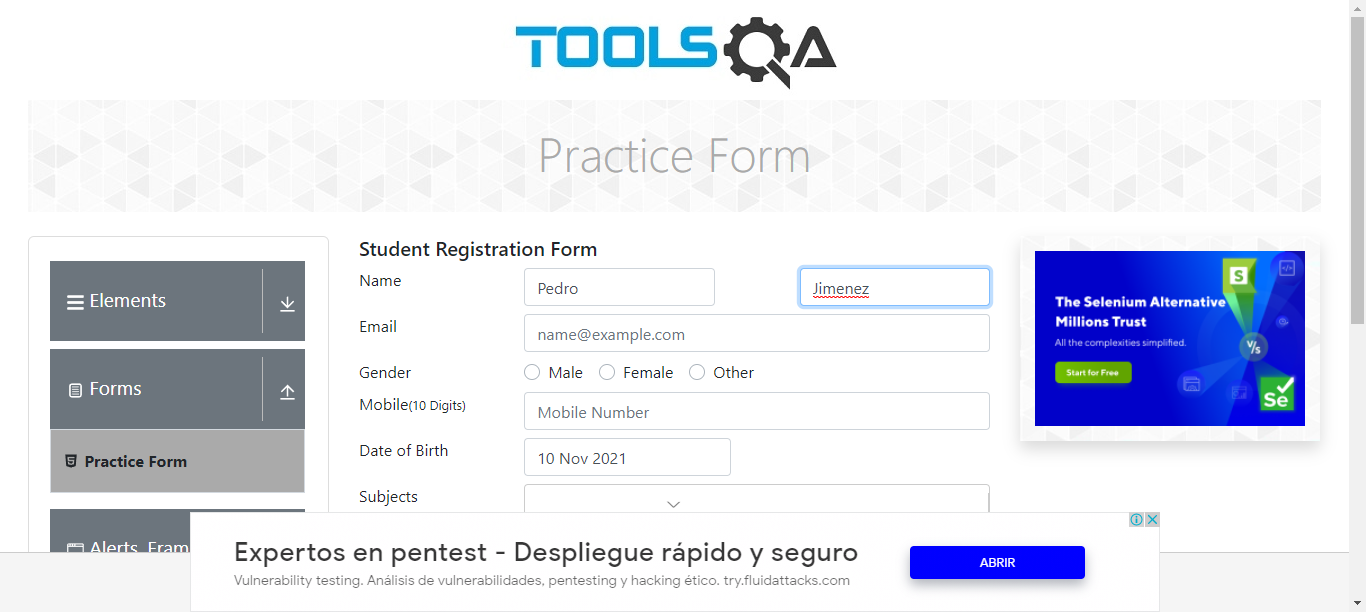 TOOLSQA
Practice Form
Elements
Forms
Practice Form
Alerts, Fram
Student Registration Form
Name
Pedro
Jimenez
Email
name@example.com
Gender
Male
Female
Other
Mobile(10 Digits)
Mobile Number
Date of Birth
10 Nov 2021
Subjects
The Selenium Alternative
Millions Trust
All the complexities simplified.
Start for Free
S
V/s
Se
Expertos en pentest - Despliegue rápido y seguro
Vulnerability testing. Análisis de vulnerabilidades, pentesting y hacking ético. try.fluidattacks.com
ABRIR